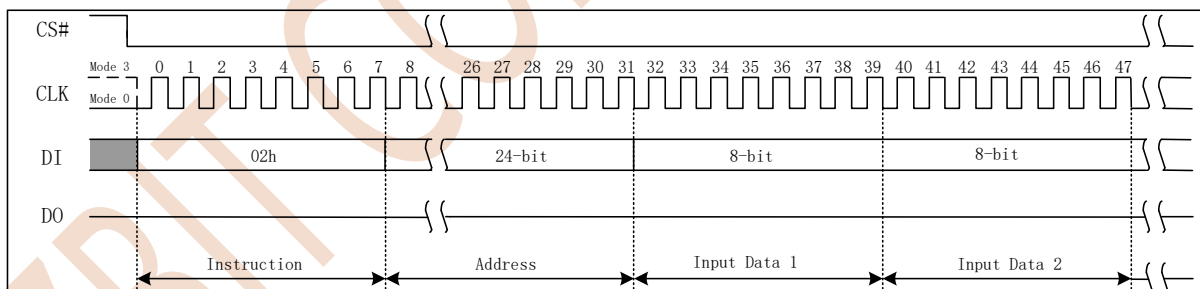 CS#
Mode 3 0 1 2 3 4 5 6 7 8 26 27 28 29 30 31 32 33 34 35 36 37 38 39 40 41 42 43 44 45 46 47
CLK
Mode 0
DI 02h 24-bit 8-bit 8-bit
DO
Instruction Address Input Data 1 Input Data 2